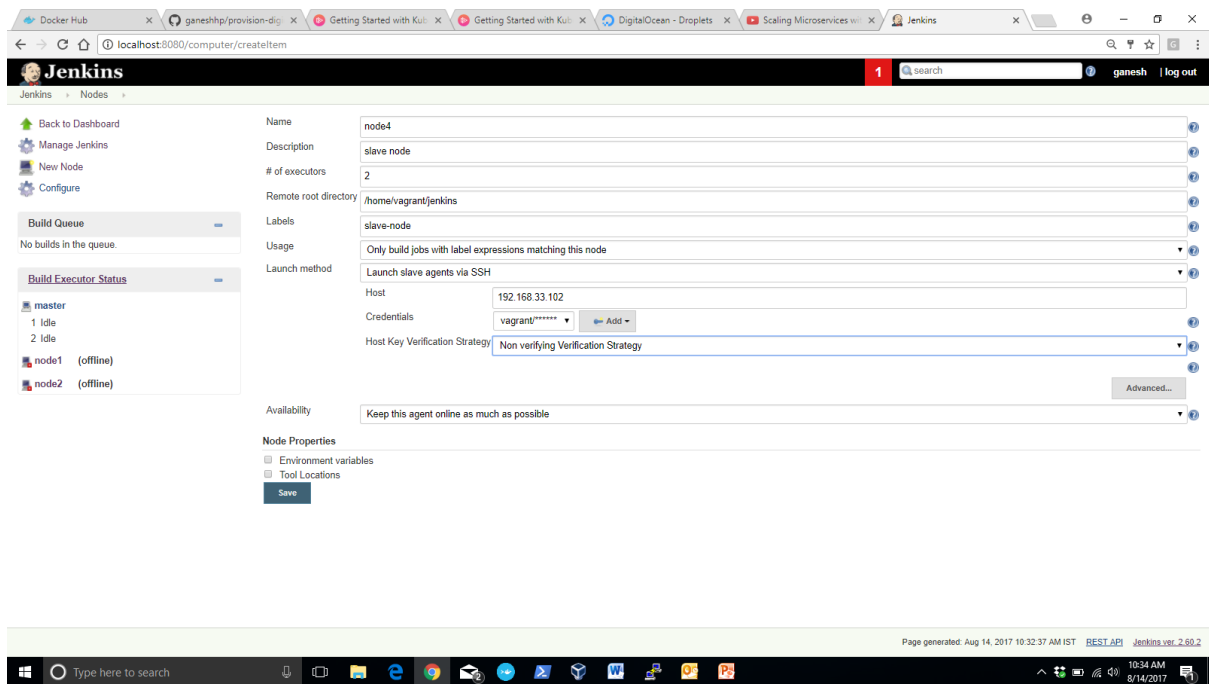 Docker Hub
ganeshhp/provision-digi
Getting Started with Kub
Getting Started with Kub
DigitalOcean - Droplets
Scaling Microservices wit
Jenkins
localhost:8080/computer/createItem
Jenkins
1
search
ganesh | log out
Jenkins Nodes
Back to Dashboard
Manage Jenkins
New Node
Configure
Build Queue
No builds in the queue.
Build Executor Status
master
1 Idle
2 Idle
node1 (offline)
node2 (offline)
Name node4
Description slave node
# of executors 2
Remote root directory /home/vagrant/jenkins
Labels slave-node
Usage Only build jobs with label expressions matching this node
Launch method Launch slave agents via SSH
Host 192.168.33.102
Credentials vagrant/****** Add
Host Key Verification Strategy Non verifying Verification Strategy
Advanced...
Availability Keep this agent online as much as possible
Node Properties
Environment variables
Tool Locations
Save
Page generated: Aug 14, 2017 10:32:37 AM IST REST API Jenkins ver. 2.60.2
Type here to search
10:34 AM
8/14/2017